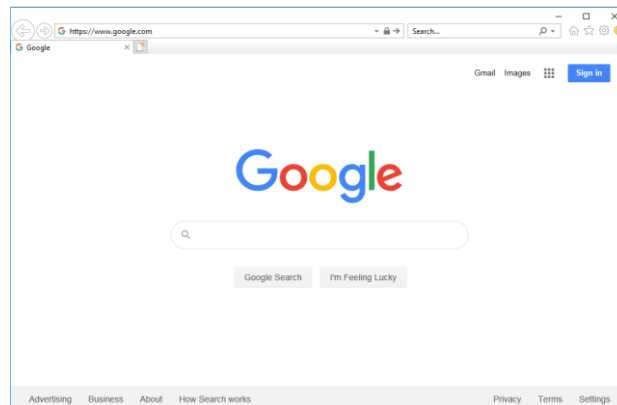 https://www.google.com
Search...
Google
Gmail Images
Sign in
Google
Google Search I'm Feeling Lucky
Advertising Business About How Search works Privacy Terms Settings